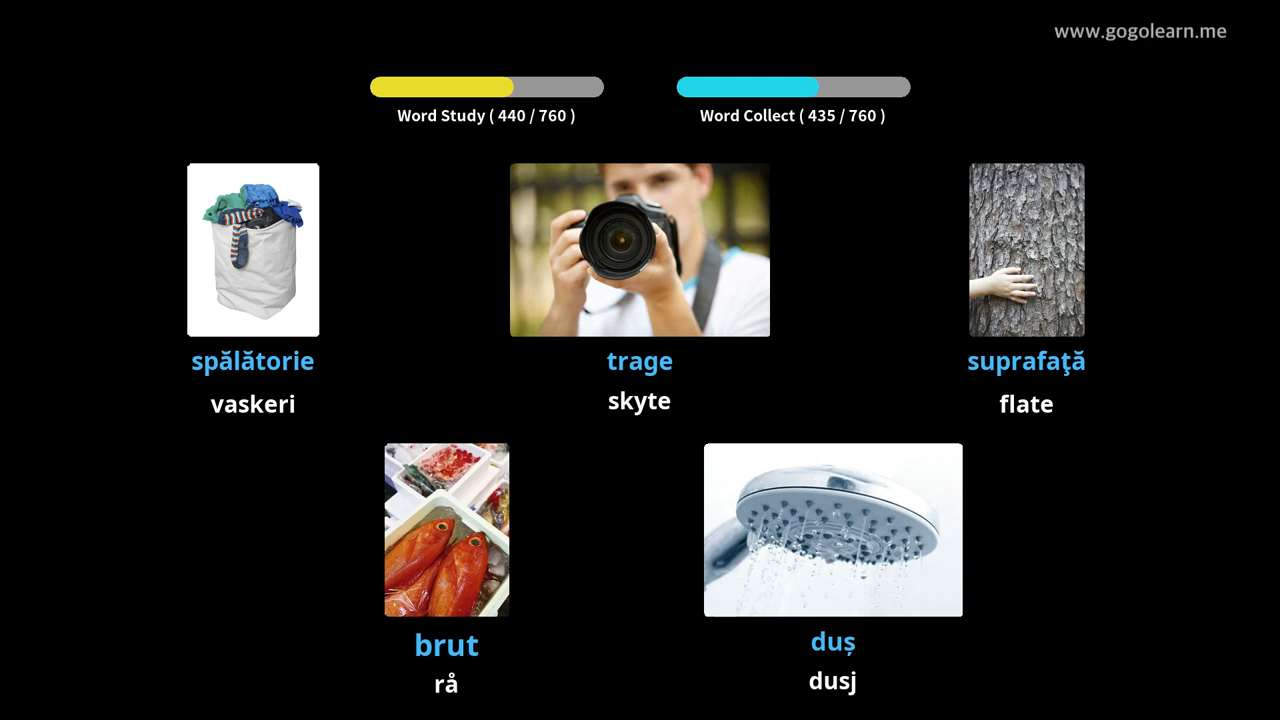 www.gogolearn.me
Word Study ( 440 / 760 )
Word Collect ( 435 / 760 )
spălătorie
vaskeri
trage
skyte
suprafaţă
flate
brut
rå
duș
dusj